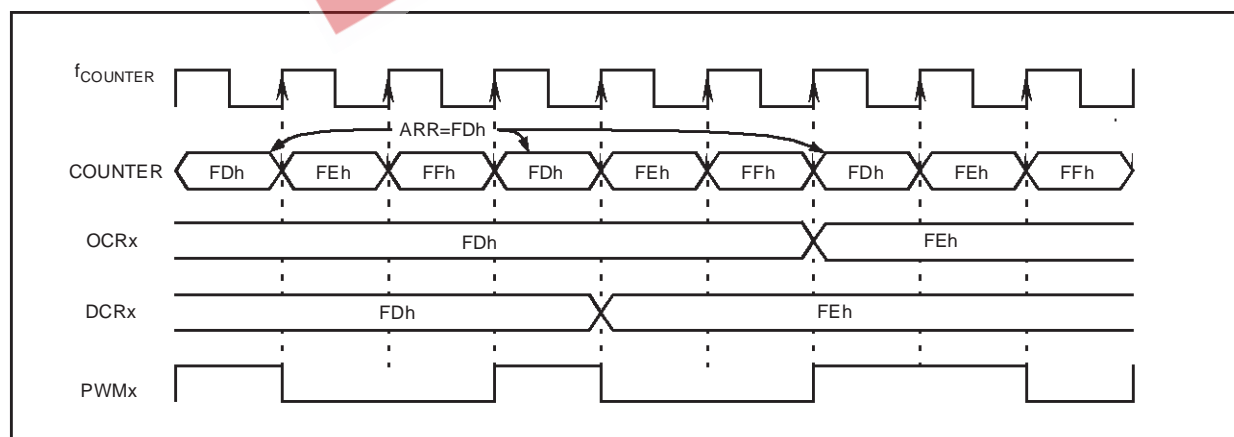 fCOUNTER
ARR=FDh
COUNTER FDh FEh FFh FDh FEh FFh FDh FEh FFh
OCRx FDh FEh
DCRx FDh FEh
PWMx